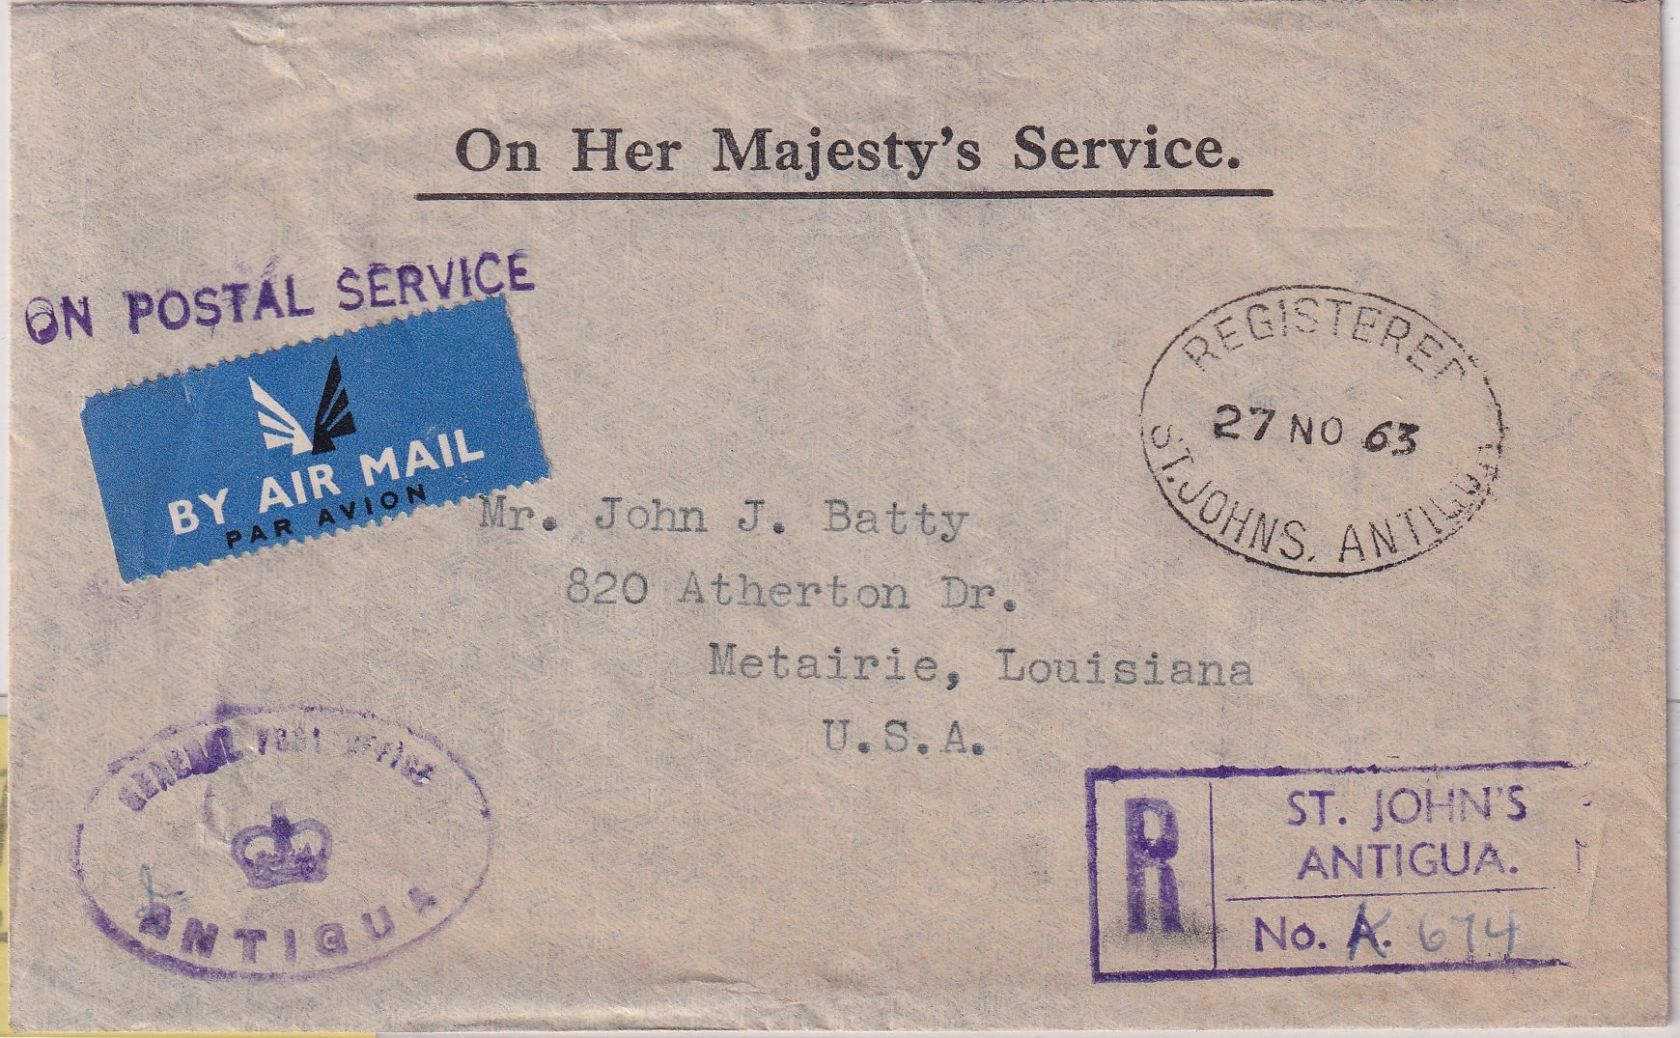 On Her Majesty's Service.
ON POSTAL SERVICE
BY AIR MAIL
PAR AVION
REGISTERED
27 NO 63
ST. JOHNS, ANTIGUA
Mr. John J. Batty
820 Atherton Dr.
Metairie, Louisiana
U.S.A.
GENERAL POST OFFICE
ANTIGUA
R
ST. JOHN'S
ANTIGUA.
No. A. 674